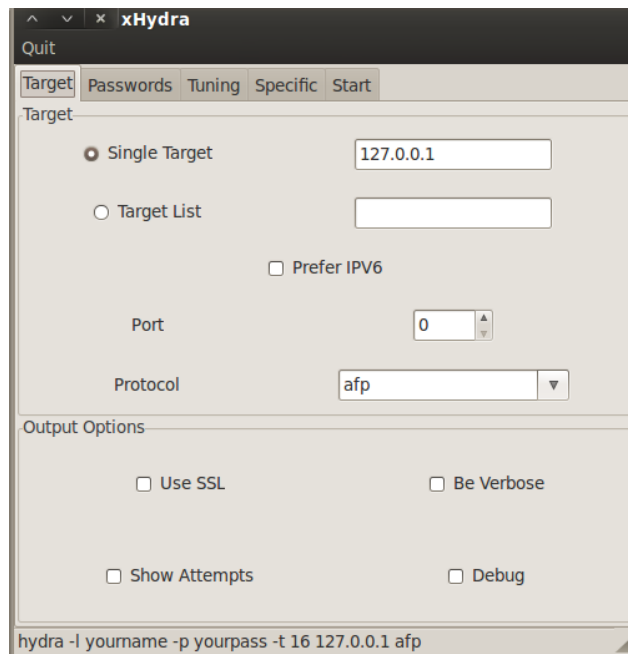 xHydra
Quit
Target Passwords Tuning Specific Start
Target
Single Target 127.0.0.1
Target List
Prefer IPV6
Port 0
Protocol afp
Output Options
Use SSL Be Verbose
Show Attempts Debug
hydra -l yourname -p yourpass -t 16 127.0.0.1 afp